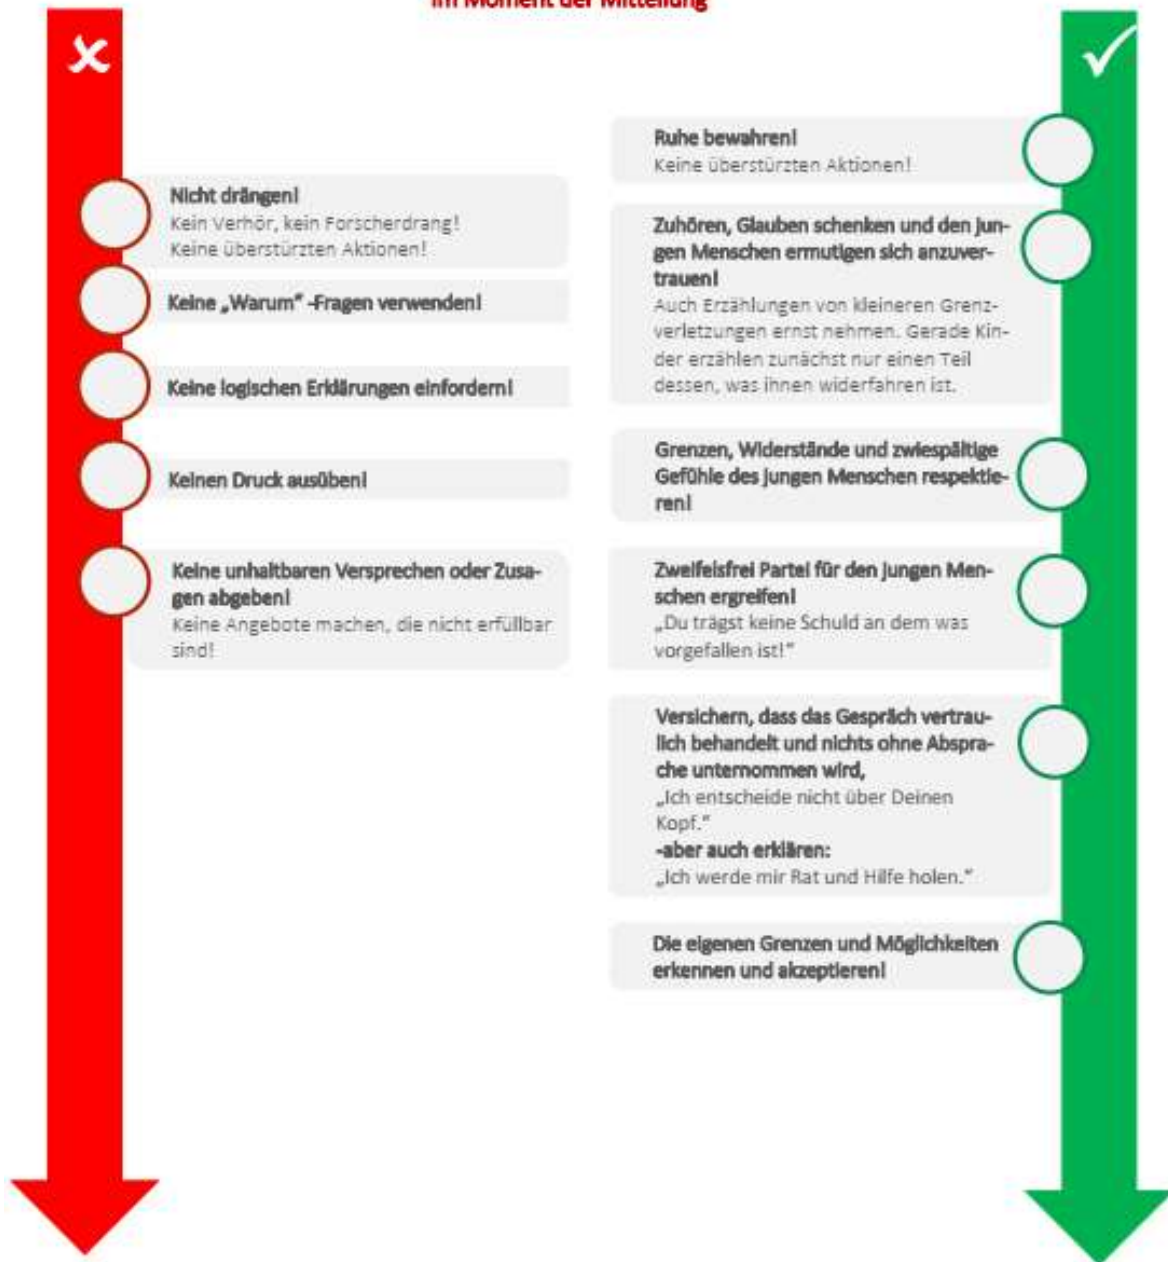 im Moment der Mitteilung
Nicht drängen!
Kein Verhör, kein Forscherdrang!
Keine überstürzten Aktionen!
Keine „Warum“ -Fragen verwenden!
Keine logischen Erklärungen einfordern!
Keinen Druck ausüben!
Keine unhaltbaren Versprechen oder Zusa-
gen abgeben!
Keine Angebote machen, die nicht erfüllbar
sind!
Ruhe bewahren!
Keine überstürzten Aktionen!
Zuhören, Glauben schenken und den jun-
gen Menschen ermutigen sich anzuver-
trauen!
Auch Erzählungen von kleineren Grenz-
verletzungen ernst nehmen. Gerade Kin-
der erzählen zunächst nur einen Teil
dessen, was ihnen widerfahren ist.
Grenzen, Widerstände und zwiespältige
Gefühle des jungen Menschen respektie-
ren!
Zweifelsfrei Partei für den jungen Men-
schen ergreifen!
„Du trägst keine Schuld an dem was
vorgefallen ist!“
Versichern, dass das Gespräch vertrau-
lich behandelt und nichts ohne Abspra-
che unternommen wird,
„Ich entscheide nicht über Deinen
Kopf.“
-aber auch erklären:
„Ich werde mir Rat und Hilfe holen.“
Die eigenen Grenzen und Möglichkeiten
erkennen und akzeptieren!